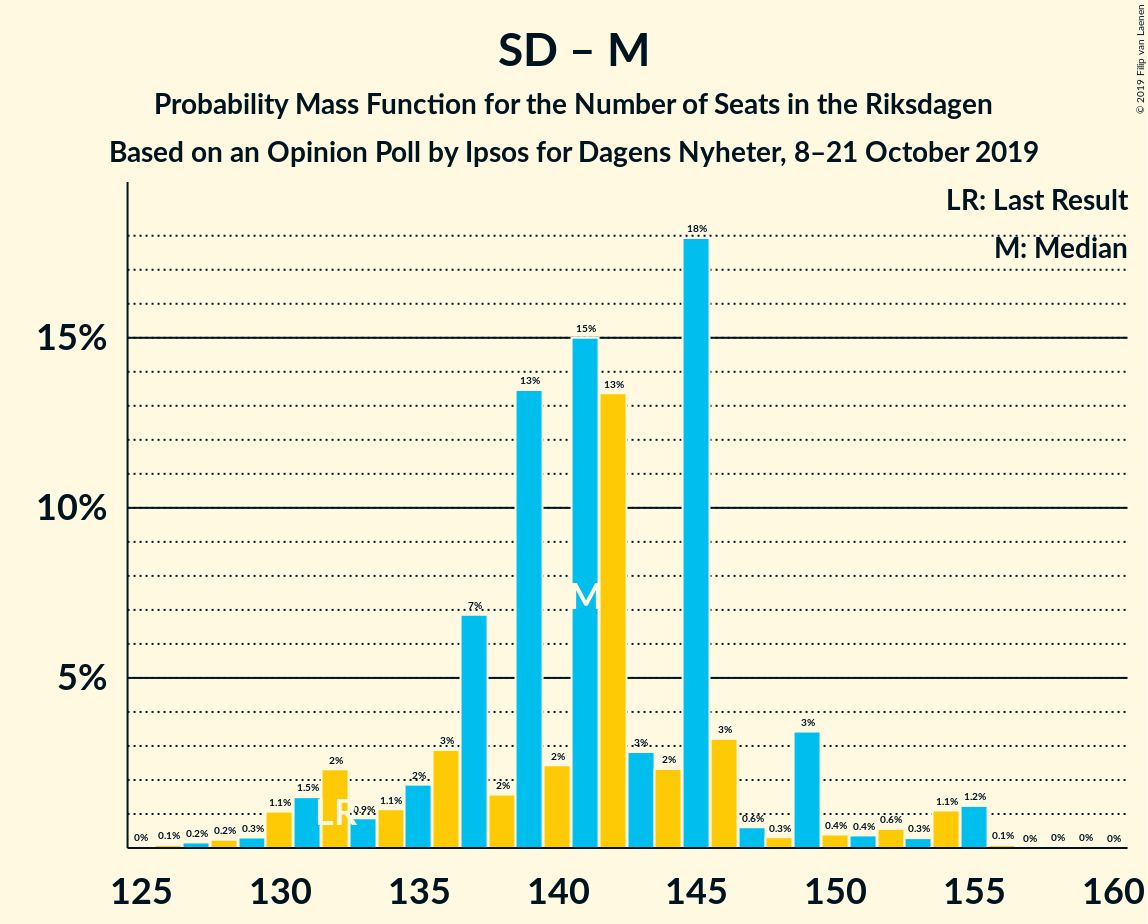 © 2019 Filip van Laenen
SD – M
Probability Mass Function for the Number of Seats in the Riksdagen
Based on an Opinion Poll by Ipsos for Dagens Nyheter, 8–21 October 2019
LR: Last Result
M: Median
15%
10%
5%
0% 0.1% 0.2% 0.2% 0.3% 1.1% 1.5% 2% 0.9% 1.1% 2% 3% 7% 2% 13% 2% 15% 13% 3% 2% 18% 3% 0.6% 0.3% 3% 0.4% 0.4% 0.6% 0.3% 1.1% 1.2% 0.1% 0% 0% 0% 0%
M
LR
125 130 135 140 145 150 155 160